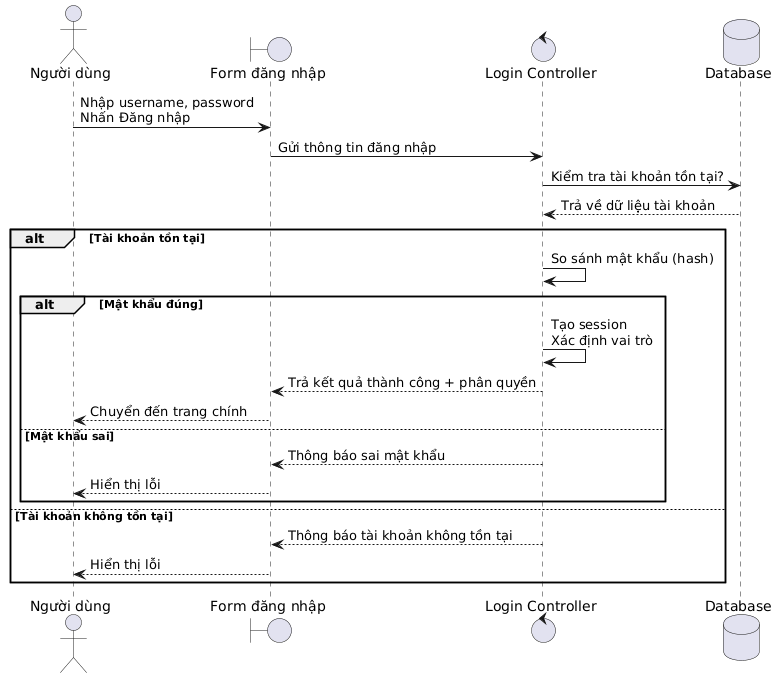 Người dùng
Form đăng nhập
Login Controller
Database
Nhập username, password
Nhấn Đăng nhập
Gửi thông tin đăng nhập
Kiểm tra tài khoản tồn tại?
Trả về dữ liệu tài khoản
alt
[Tài khoản tồn tại]
So sánh mật khẩu (hash)
alt
[Mật khẩu đúng]
Tạo session
Xác định vai trò
Trả kết quả thành công + phân quyền
Chuyển đến trang chính
[Mật khẩu sai]
Thông báo sai mật khẩu
Hiển thị lỗi
[Tài khoản không tồn tại]
Thông báo tài khoản không tồn tại
Hiển thị lỗi
Người dùng
Form đăng nhập
Login Controller
Database